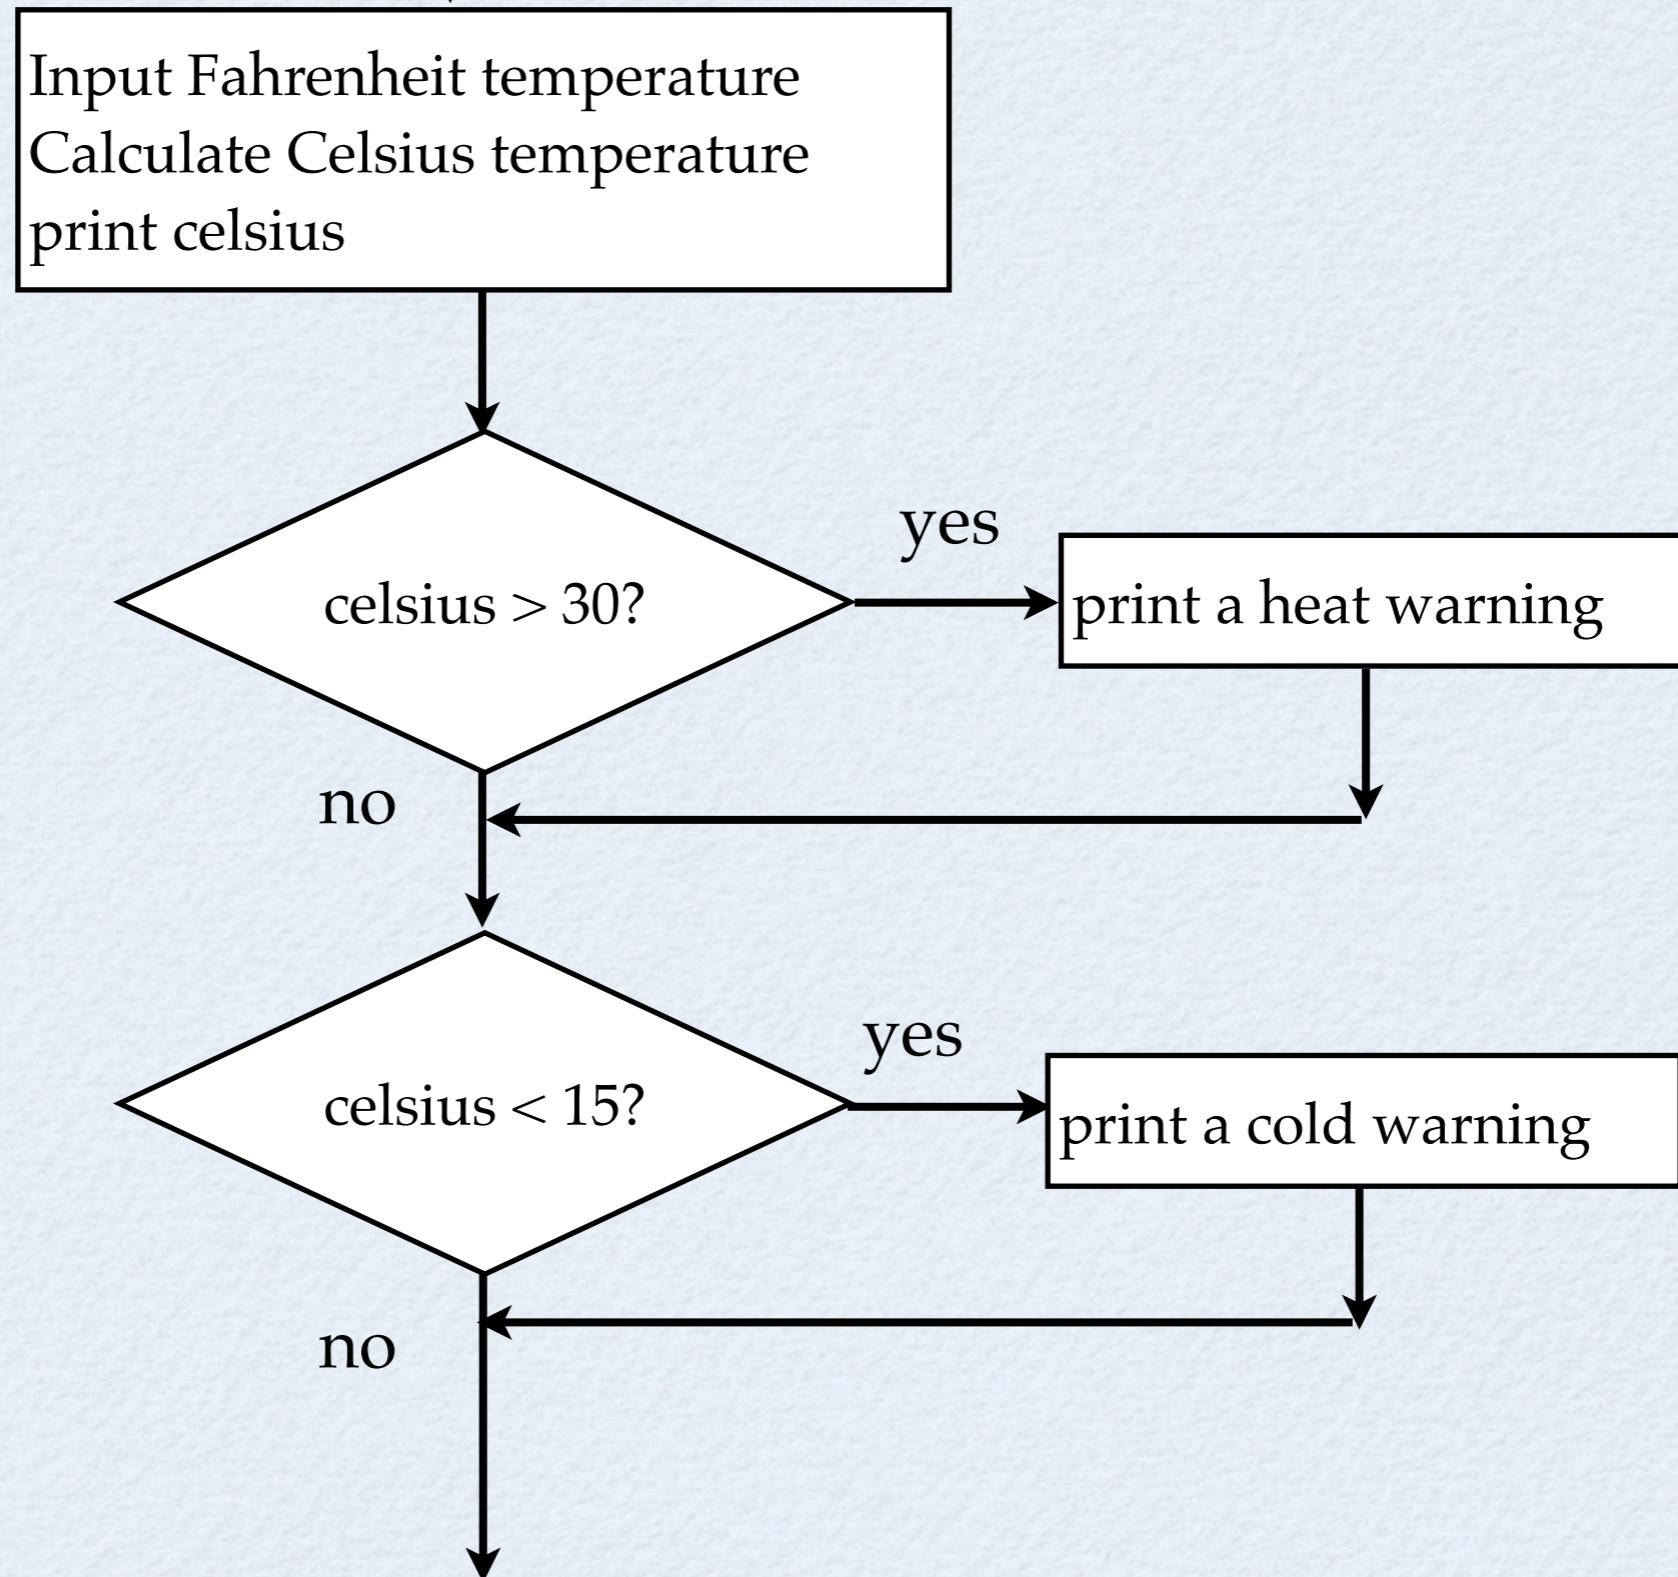 Input Fahrenheit temperature
Calculate Celsius temperature
print celsius
yes
celsius > 30?
print a heat warning
no
yes
celsius < 15?
print a cold warning
no